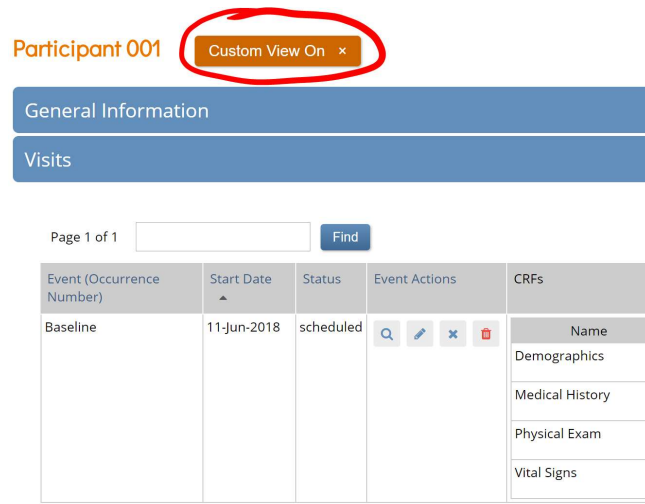 Participant 001 Custom View On ×
General Information
Visits
Page 1 of 1 Find
Event (Occurrence Number) Start Date Status Event Actions CRFs
Baseline 11-Jun-2018 scheduled Name
Demographics
Medical History
Physical Exam
Vital Signs